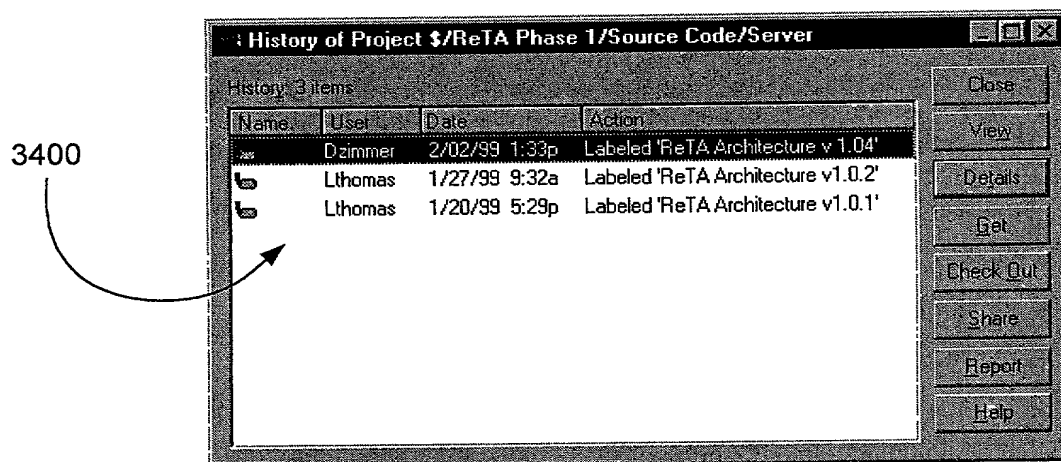 History of Project $/ReTA Phase 1/Source Code/Server
History: 3 items
Close
Name User Date Action
View
Dzimmer 2/02/99 1:33p Labeled 'ReTA Architecture v 1.04'
3400
Lthomas 1/27/99 9:32a Labeled 'ReTA Architecture v1.0.2'
Details
Lthomas 1/20/99 5:29p Labeled 'ReTA Architecture v1.0.1'
Get
Check Out
Share
Report
Help